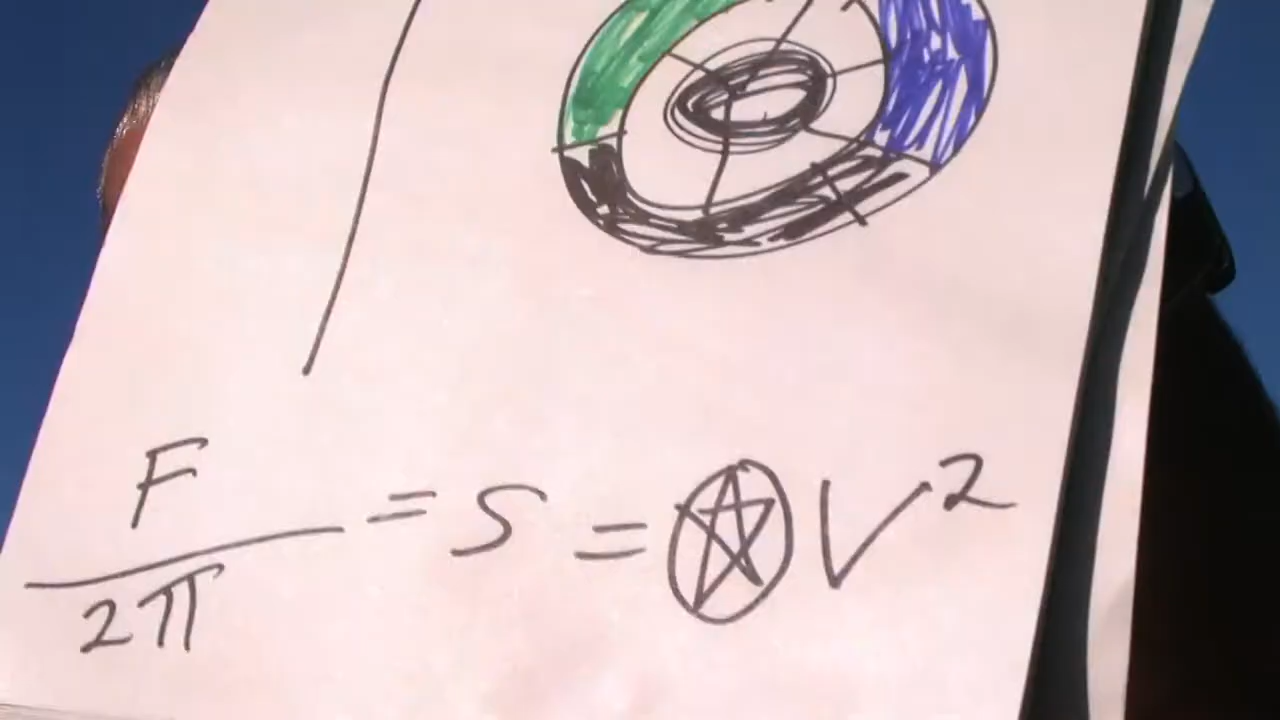 F/2π = S = ⛤ V²